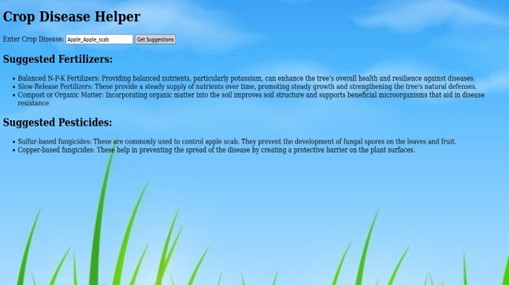 Crop Disease Helper
Enter Crop Disease: Apple_Apple_scab Get Suggestions
Suggested Fertilizers:
• Balanced N-P-K Fertilizers: Providing balanced nutrients, particularly potassium, can enhance the tree's overall health and resilience against diseases.
• Slow-Release Fertilizers: These provide a steady supply of nutrients over time, promoting steady growth and strengthening the tree's natural defenses.
• Compost or Organic Matter: Incorporating organic matter into the soil improves soil structure and supports beneficial microorganisms that aid in disease
resistance
Suggested Pesticides:
• Sulfur-based fungicides: These are commonly used to control apple scab. They prevent the development of fungal spores on the leaves and fruit.
• Copper-based fungicides: These help in preventing the spread of the disease by creating a protective barrier on the plant surfaces.